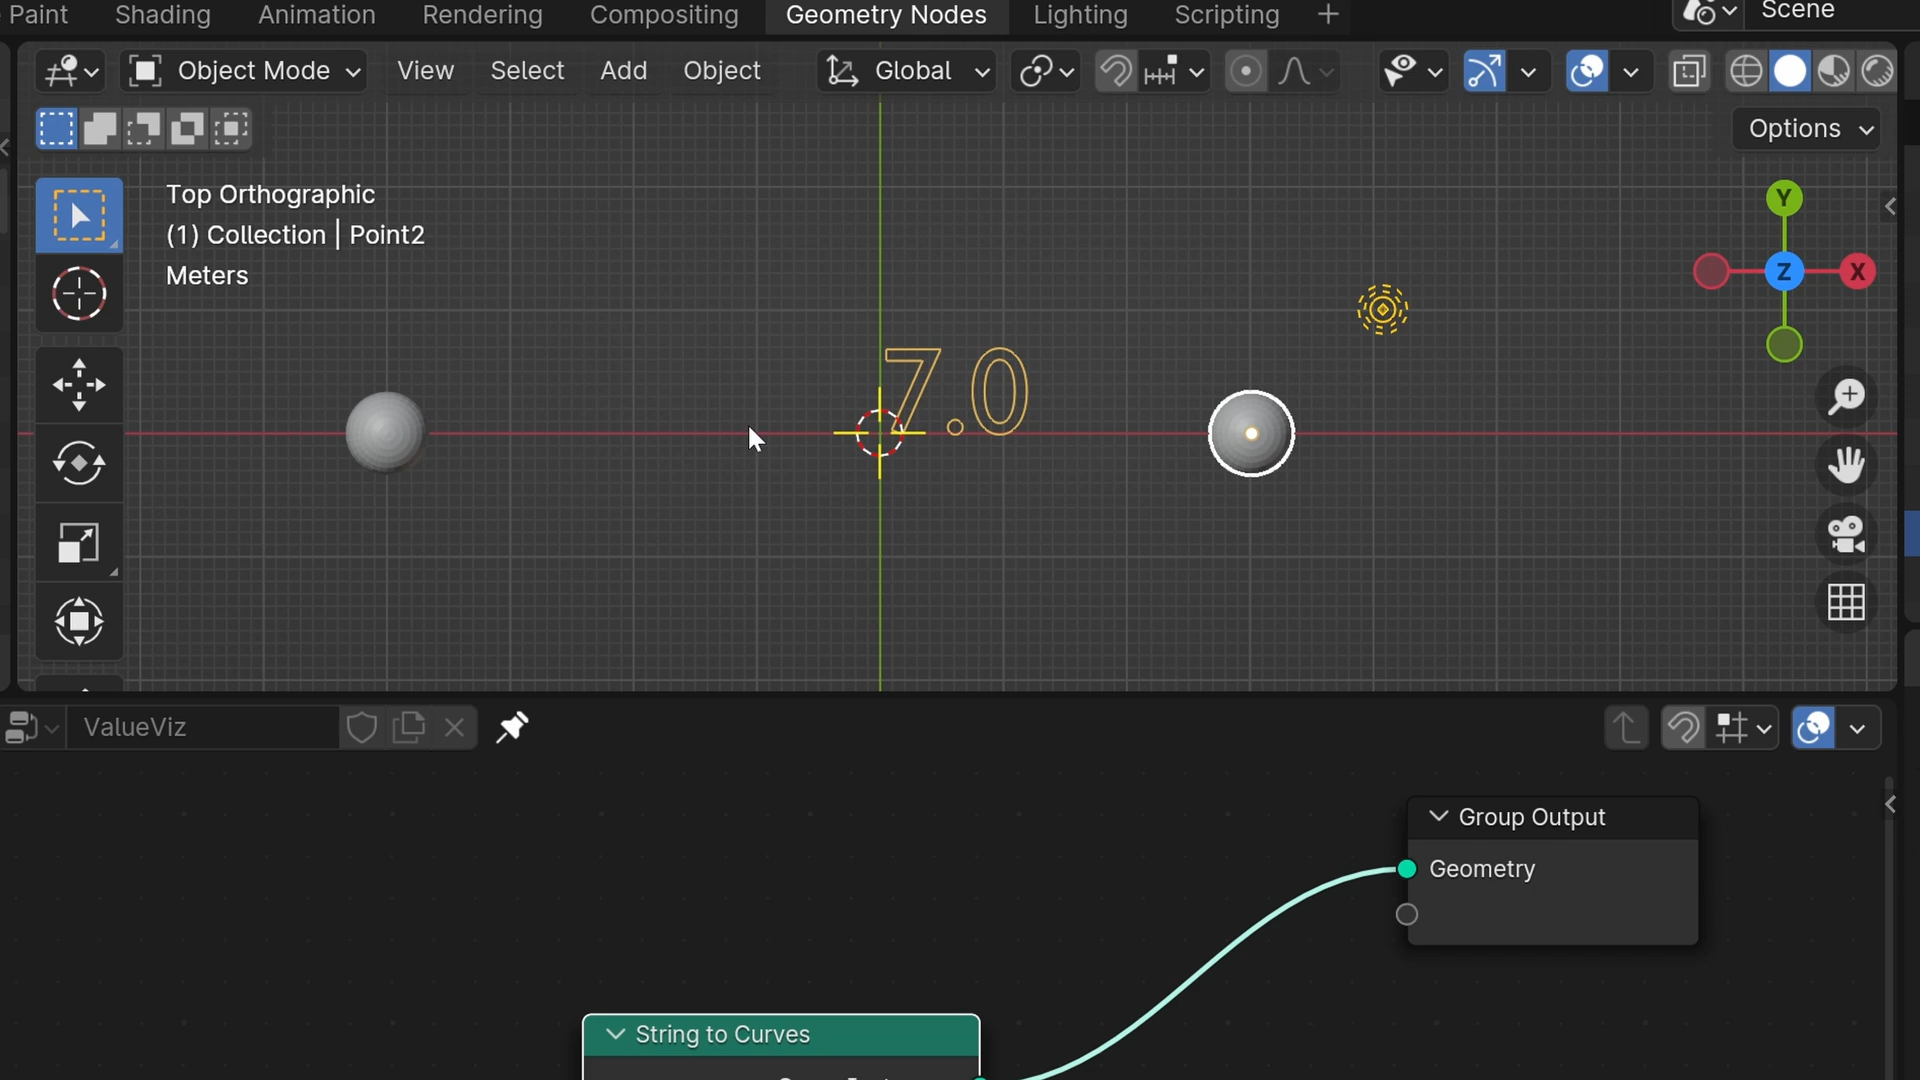 Paint Shading Animation Rendering Compositing Geometry Nodes Lighting Scripting + Scene
Object Mode View Select Add Object Global
Options
Top Orthographic
(1) Collection | Point2
Meters
Y
X
Z
7.0
ValueViz
Group Output
Geometry
String to Curves